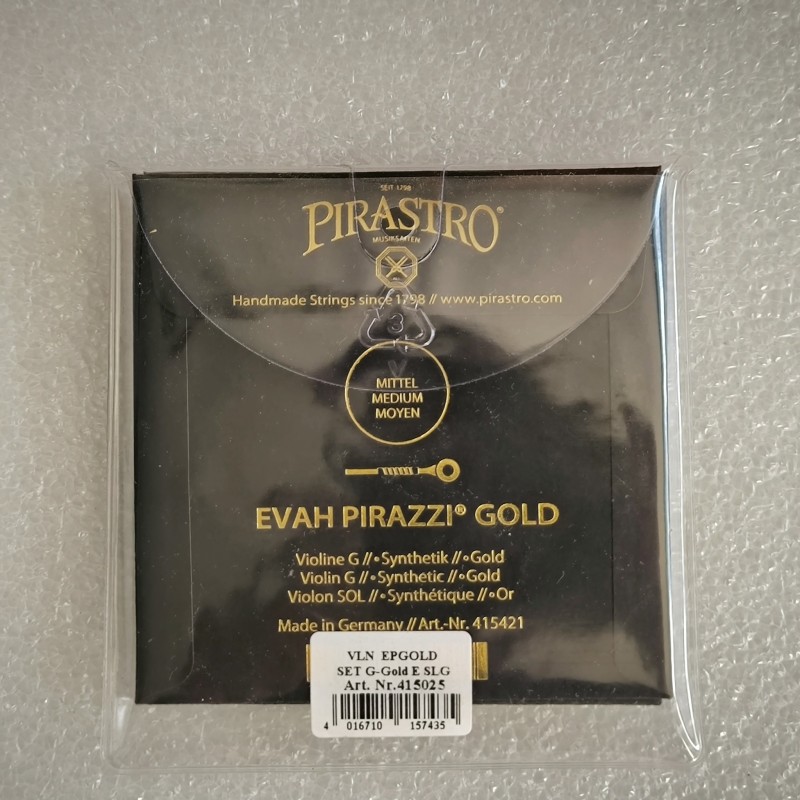 SEIT 1798
PIRASTRO®
MUSIKSAITEN
Handmade Strings since 1798 // www.pirastro.com
3
V
MITTEL
MEDIUM
MOYEN
EVAH PIRAZZI® GOLD
Violine G //•Synthetik //∘Gold
Violin G //•Synthetic //∘Gold
Violon SOL //•Synthétique //∘Or
Made in Germany // Art.-Nr. 415421
VLN EPGOLD
SET G-Gold E SLG
Art. Nr.415025
4 016710 157435